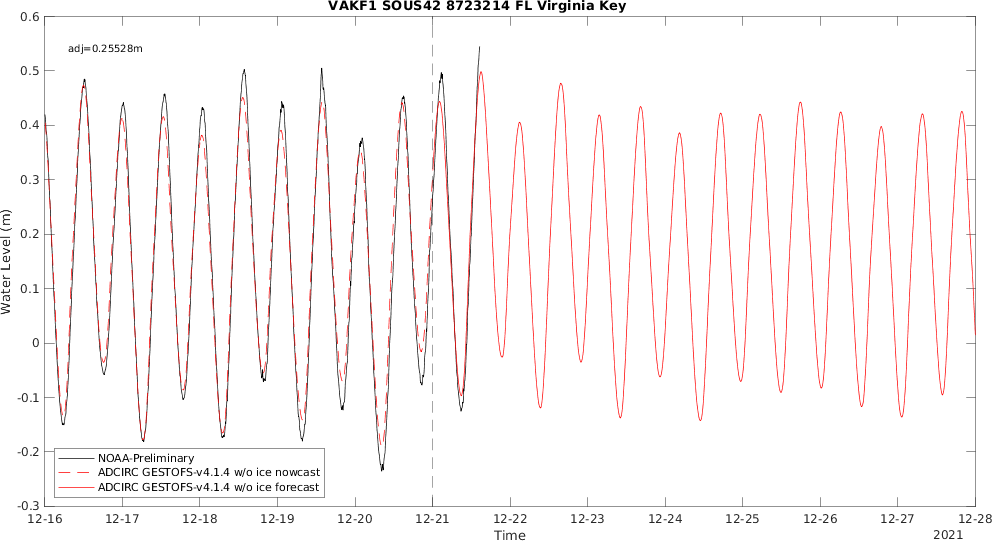 VAKF1 SOUS42 8723214 FL Virginia Key
adj=0.25528m
Water Level (m)
0.6
0.5
0.4
0.3
0.2
0.1
0
-0.1
-0.2
-0.3
NOAA-Preliminary
ADCIRC GESTOFS-v4.1.4 w/o ice nowcast
ADCIRC GESTOFS-v4.1.4 w/o ice forecast
12-16 12-17 12-18 12-19 12-20 12-21 12-22 12-23 12-24 12-25 12-26 12-27 12-28
Time
2021